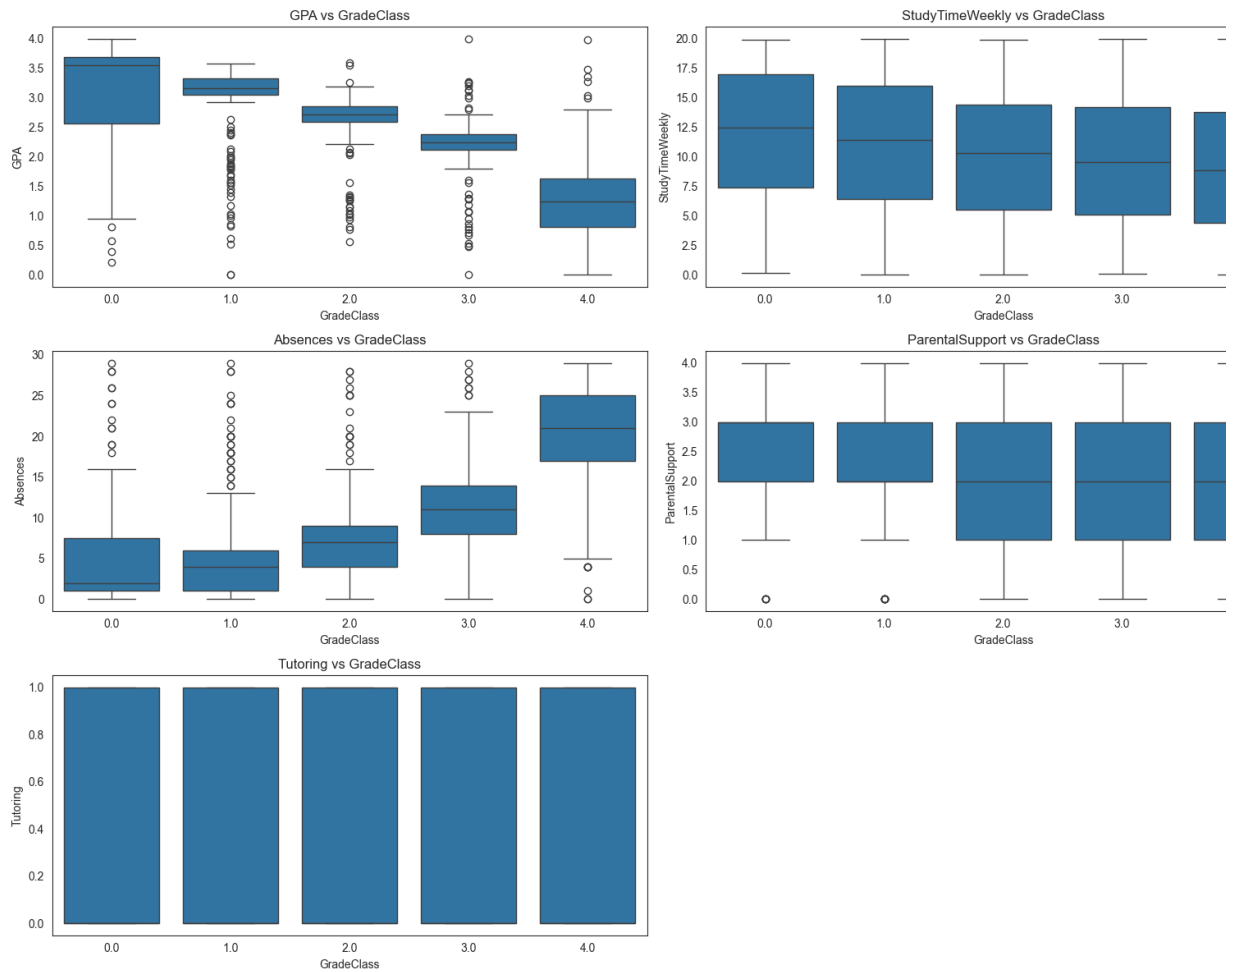 GPA vs GradeClass
4.0
3.5
3.0
2.5
2.0
1.5
1.0
0.5
0.0
GPA
0.0 1.0 2.0 3.0 4.0
GradeClass
StudyTimeWeekly vs GradeClass
20.0
17.5
15.0
12.5
10.0
7.5
5.0
2.5
0.0
StudyTimeWeekly
0.0 1.0 2.0 3.0
GradeClass
Absences vs GradeClass
30
25
20
15
10
5
0
Absences
0.0 1.0 2.0 3.0 4.0
GradeClass
ParentalSupport vs GradeClass
4.0
3.5
3.0
2.5
2.0
1.5
1.0
0.5
0.0
ParentalSupport
0.0 1.0 2.0 3.0
GradeClass
Tutoring vs GradeClass
1.0
0.8
0.6
0.4
0.2
0.0
Tutoring
0.0 1.0 2.0 3.0 4.0
GradeClass